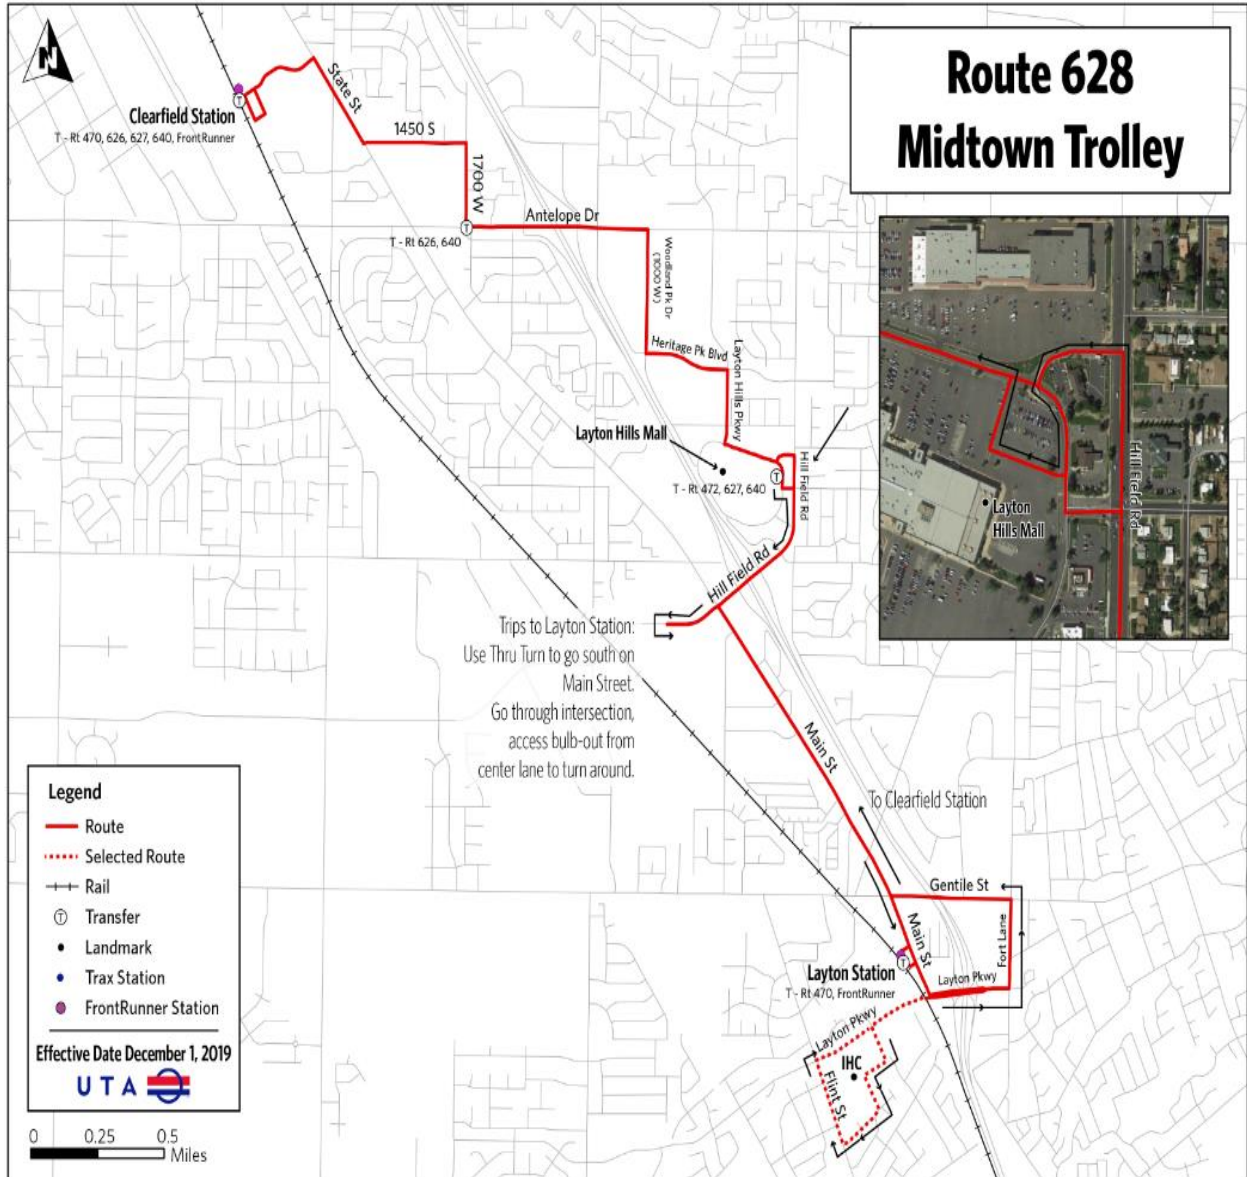 N
Route 628
Midtown Trolley
Clearfield Station
T - Rt 470, 626, 627, 640, FrontRunner
T
State St
1450 S
1700 W
Antelope Dr
T
T - Rt 626, 640
Woodland Pk Dr
(1000 W)
Heritage Pk Blvd
Layton Hills Pkwy
Layton Hills Mall
T
T - Rt 472, 627, 640
Hill Field Rd
Hill Field Rd
Layton
Hills Mall
Hill Field Rd
Trips to Layton Station:
Use Thru Turn to go south on
Main Street.
Go through intersection,
access bulb-out from
center lane to turn around.
Main St
To Clearfield Station
Gentile St
Main St
Fort Lane
Layton Pkwy
T
Layton Station
T - Rt 470, FrontRunner
Layton Pkwy
IHC
Flint St
Legend
Route
Selected Route
Rail
T Transfer
Landmark
Trax Station
FrontRunner Station
Effective Date December 1, 2019
U T A
0 0.25 0.5
Miles